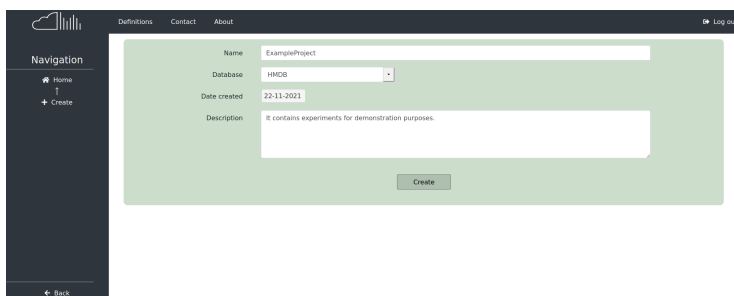 Definitions Contact About Log ou
Navigation
Home
↑
+ Create
← Back
Name ExampleProject
Database HMDB
Date created 22-11-2021
Description It contains experiments for demonstration purposes.
Create